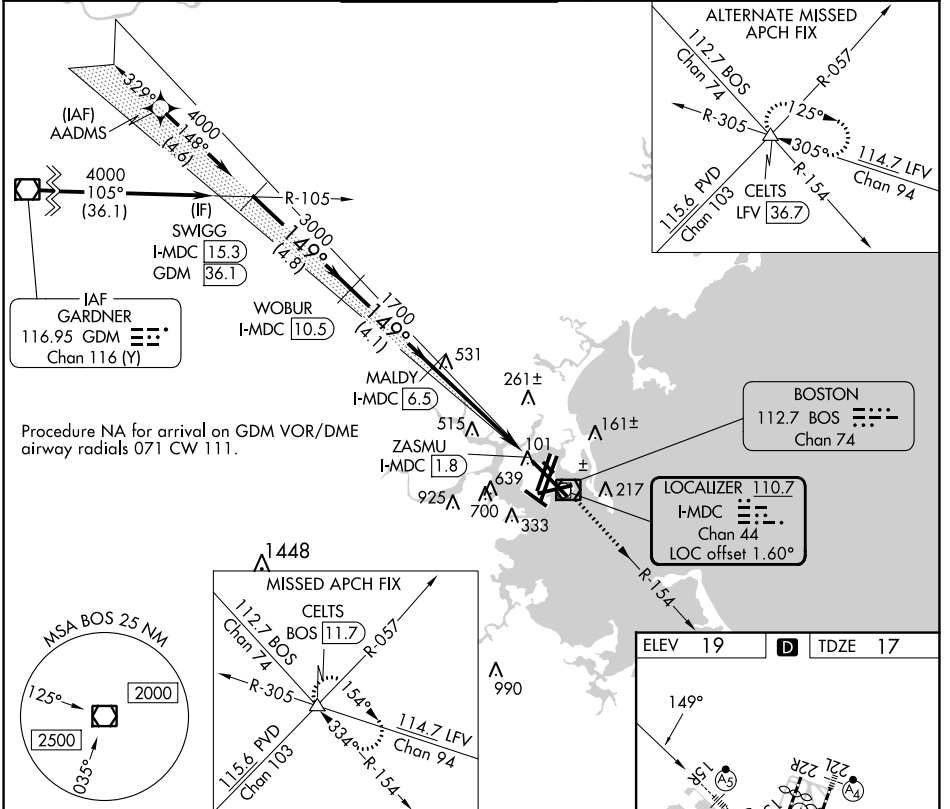 329°
(IAF)
AADMS
4000
148°
(4.6)
4000
105°
(36.1)
R-105
(IF)
SWIGG
I-MDC 15.3
GDM 36.1
3000
149°
(4.8)
WOBUR
I-MDC 10.5
1700
149°
(4.1)
IAF
GARDNER
116.95 GDM
Chan 116 (Y)
MALDY
I-MDC 6.5
531
261±
515
161±
ZASMU
I-MDC 1.8
101
±
639
925
700
333
217
Procedure NA for arrival on GDM VOR/DME
airway radials 071 CW 111.
ALTERNATE MISSED
APCH FIX
112.7 BOS
Chan 74
R-057
R-305
125°
305°
114.7 LFV
Chan 94
R-154
CELTS
LFV 36.7
115.6 PVD
Chan 103
BOSTON
112.7 BOS
Chan 74
LOCALIZER 110.7
I-MDC
Chan 44
LOC offset 1.60°
R-154
1448
990
MSA BOS 25 NM
125°
2000
2500
035°
MISSED APCH FIX
CELTS
BOS 11.7
112.7 BOS
Chan 74
R-057
R-305
154°
334°
114.7 LFV
Chan 94
115.6 PVD
Chan 103
R-154
ELEV 19
D
TDZE 17
149°
15R
A5
22R
22L
A4